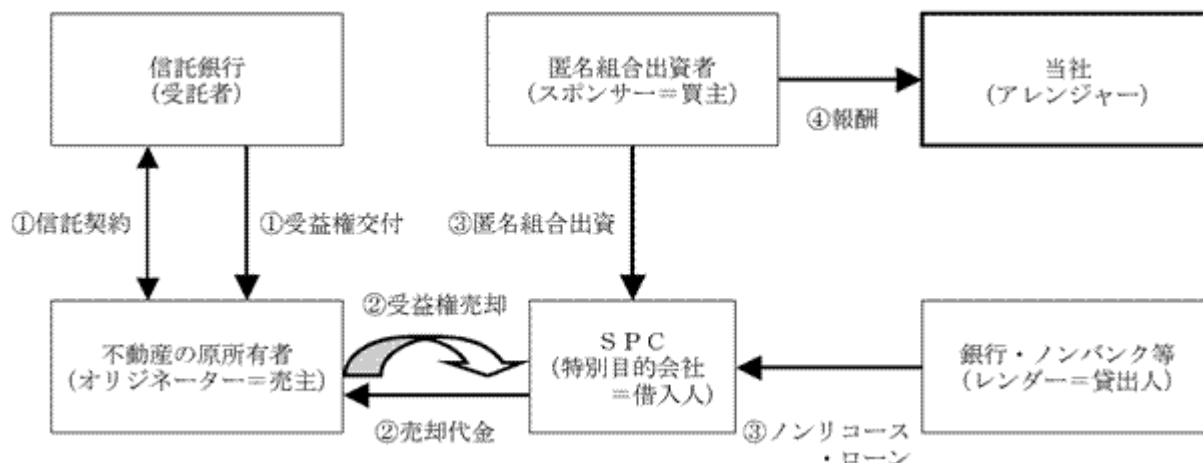 信託銀行
(受託者)
匿名組合出資者
(スポンサー＝買主)
当社
(アレンジャー)
④報酬
①信託契約
①受益権交付
③匿名組合出資
②受益権売却
不動産の原所有者
(オリジネーター＝売主)
ＳＰＣ
(特別目的会社
＝借入人)
銀行・ノンバンク等
(レンダー＝貸出人)
②売却代金
③ノンリコース
・ローン